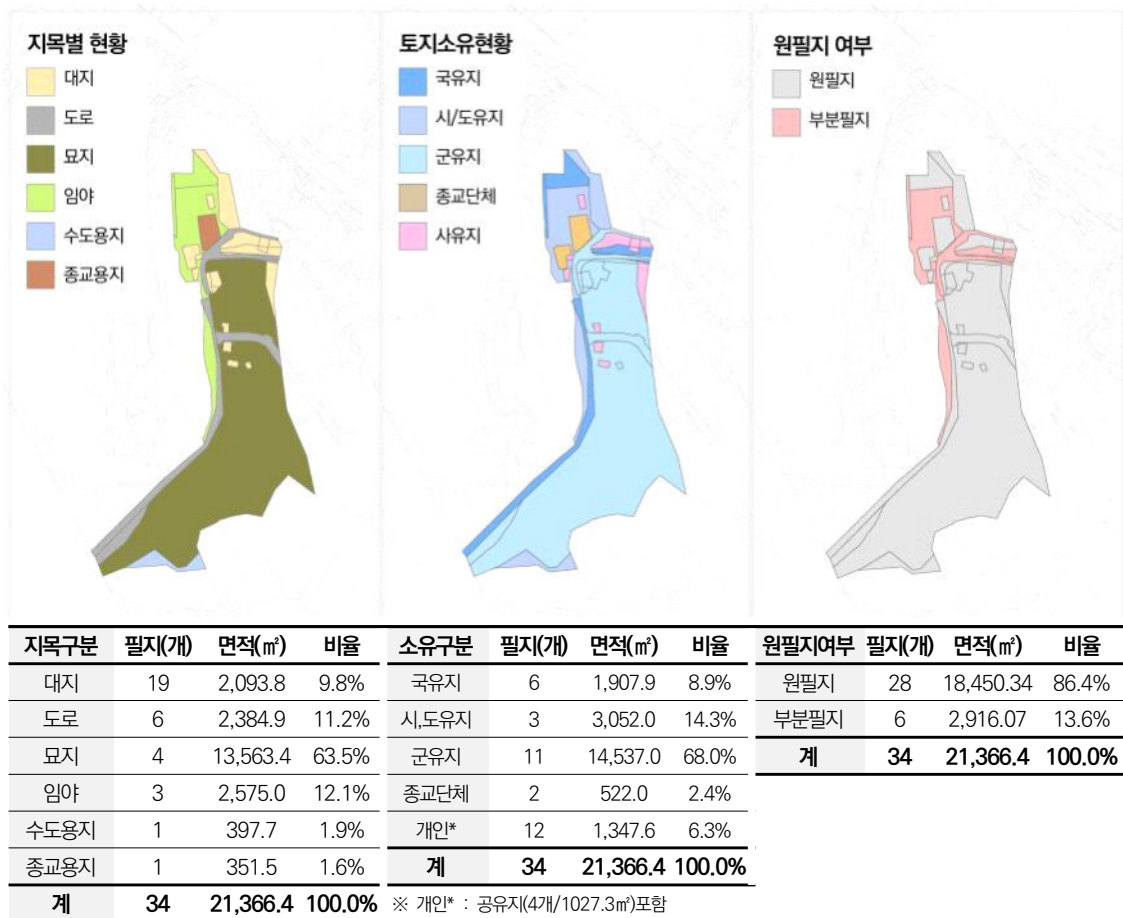 지목별 현황
대지
도로
묘지
임야
수도용지
종교용지
토지소유현황
국유지
시/도유지
군유지
종교단체
사유지
원필지 여부
원필지
부분필지
지목구분 필지(개) 면적(㎡) 비율
대지 19 2,093.8 9.8%
도로 6 2,384.9 11.2%
묘지 4 13,563.4 63.5%
임야 3 2,575.0 12.1%
수도용지 1 397.7 1.9%
종교용지 1 351.5 1.6%
계 34 21,366.4 100.0%
소유구분 필지(개) 면적(㎡) 비율
국유지 6 1,907.9 8.9%
시,도유지 3 3,052.0 14.3%
군유지 11 14,537.0 68.0%
종교단체 2 522.0 2.4%
개인* 12 1,347.6 6.3%
계 34 21,366.4 100.0%
※ 개인* : 공유지(4개/1027.3㎡)포함
원필지여부 필지(개) 면적(㎡) 비율
원필지 28 18,450.34 86.4%
부분필지 6 2,916.07 13.6%
계 34 21,366.4 100.0%